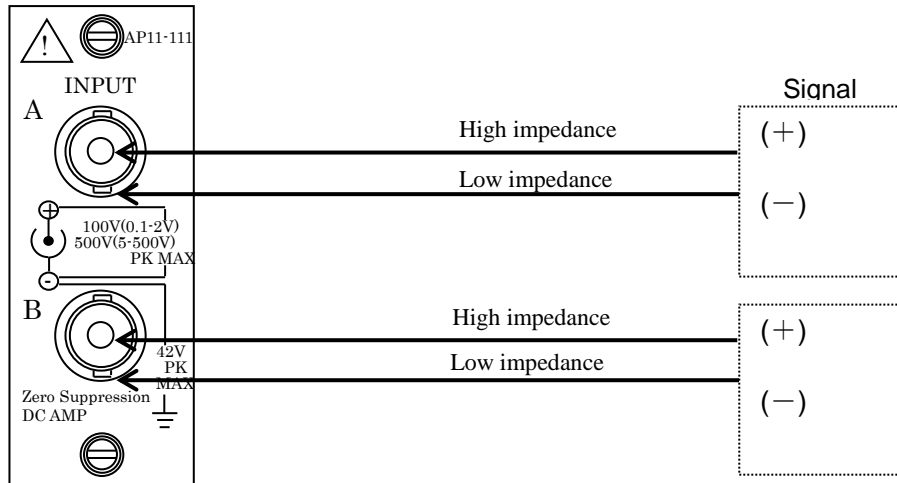 AP11-111
INPUT
A
100V(0.1-2V)
500V(5-500V)
PK MAX
B
42V
PK
MAX
Zero Suppression
DC AMP
High impedance
Low impedance
High impedance
Low impedance
Signal
(+)
(-)
(+)
(-)